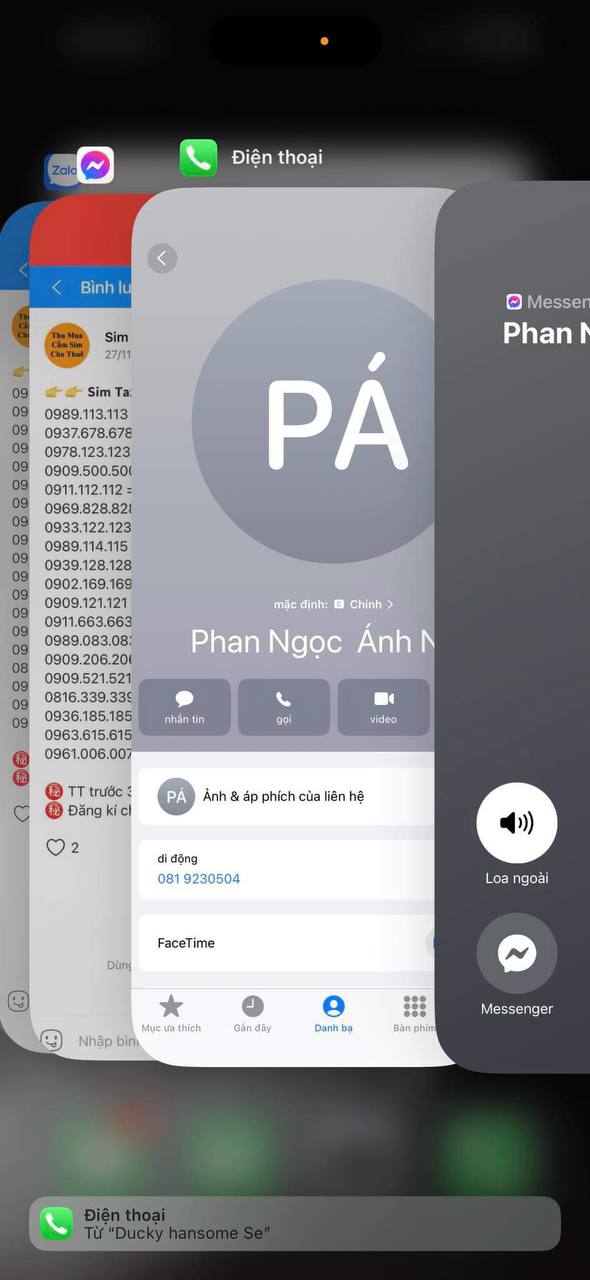 Zalo
Điện thoại
Messen
Phan N
Bình lu
Thu Mua
Cầm Sim
Cho Thuê
Sim
27/11
👉👉 Sim Ta
0989.113.113
0937.678.678
0978.123.123
0909.500.500
0911.112.112 =
0969.828.828
0933.122.123
0989.114.115
0939.128.128
0902.169.169
0909.121.121
0911.663.663
0989.083.083
0909.206.206
0909.521.521
0816.339.339
0936.185.185
0963.615.615
0961.006.007
㊙ TT trước 3
㊙ Đăng kí ch
2
Dùng
Nhập bình
PÁ
mặc định: C Chính >
Phan Ngọc Ánh N
nhắn tin
gọi
video
PÁ Ảnh & áp phích của liên hệ
di động
081 9230504
FaceTime
Mục ưa thích
Gần đây
Danh bạ
Bàn phím
Loa ngoài
Messenger
Điện thoại
Từ “Ducky hansome Se”